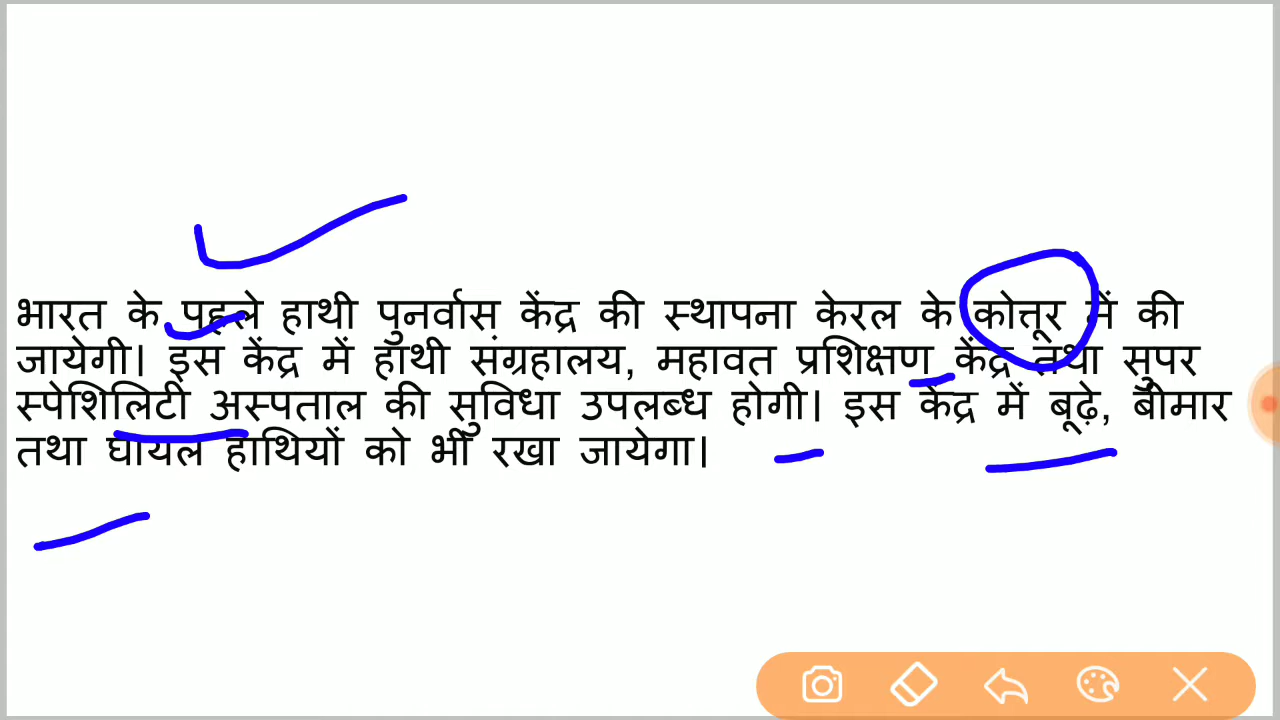 भारत के पहले हाथी पुनर्वास केंद्र की स्थापना केरल के कोत्तूर में की
जायेगी। इस केंद्र में हाथी संग्रहालय, महावत प्रशिक्षण केंद्र तथा सुपर
स्पेशिलिटी अस्पताल की सुविधा उपलब्ध होगी। इस केंद्र में बूढ़े, बीमार
तथा घायल हाथियों को भी रखा जायेगा।